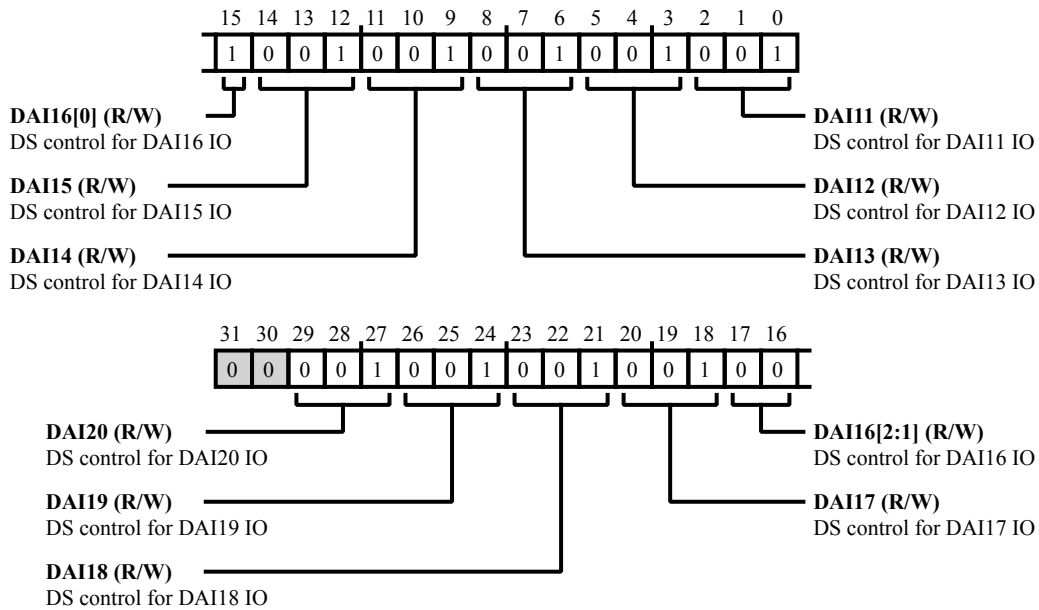 15 14 13 12 11 10 9 8 7 6 5 4 3 2 1 0
1 0 0 1 0 0 1 0 0 1 0 0 1 0 0 1
DAI16[0] (R/W)
DS control for DAI16 IO
DAI11 (R/W)
DS control for DAI11 IO
DAI15 (R/W)
DS control for DAI15 IO
DAI12 (R/W)
DS control for DAI12 IO
DAI14 (R/W)
DS control for DAI14 IO
DAI13 (R/W)
DS control for DAI13 IO
31 30 29 28 27 26 25 24 23 22 21 20 19 18 17 16
0 0 0 0 1 0 0 1 0 0 1 0 0 1 0 0
DAI20 (R/W)
DS control for DAI20 IO
DAI16[2:1] (R/W)
DS control for DAI16 IO
DAI19 (R/W)
DS control for DAI19 IO
DAI17 (R/W)
DS control for DAI17 IO
DAI18 (R/W)
DS control for DAI18 IO